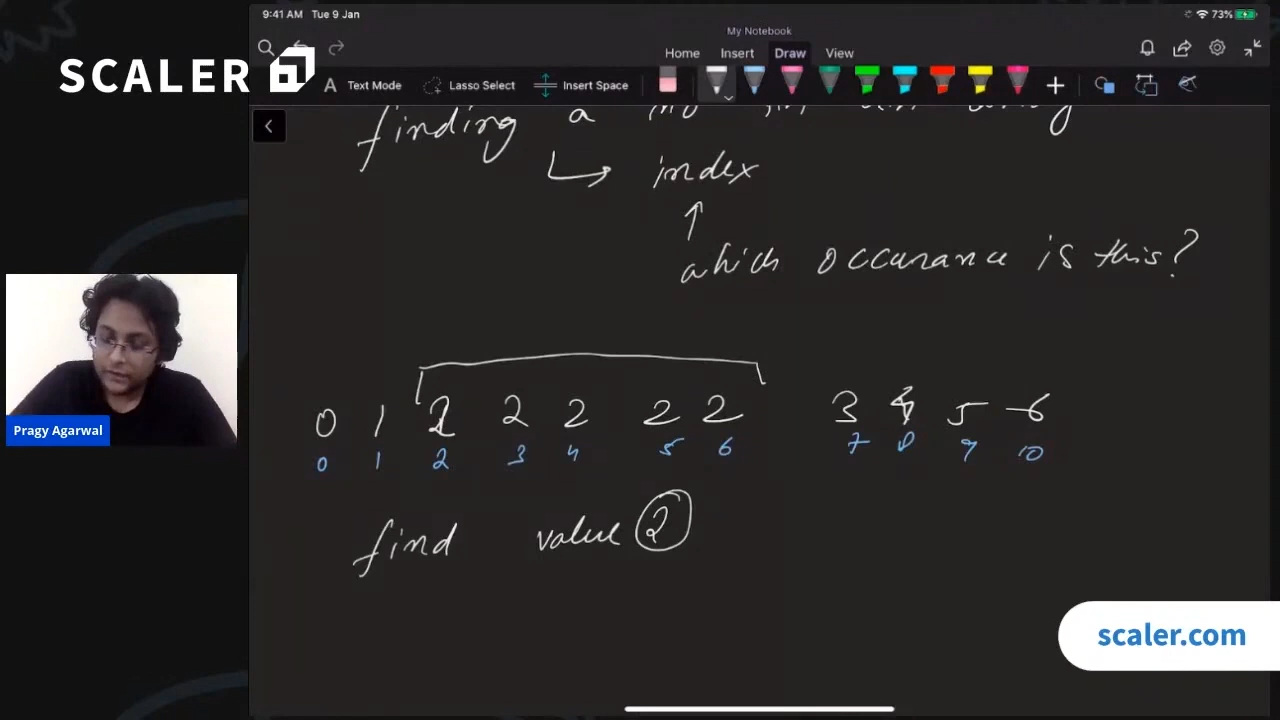 9:41 AM Tue 9 Jan
73%
My Notebook
SCALER
Home Insert Draw View
Text Mode Lasso Select Insert Space
finding a
index
which occurance is this?
Pragy Agarwal
0 1 2 2 2 2 2 3 4 5 6
0 1 2 3 4 5 6 7 8 9 10
find value 2
scaler.com